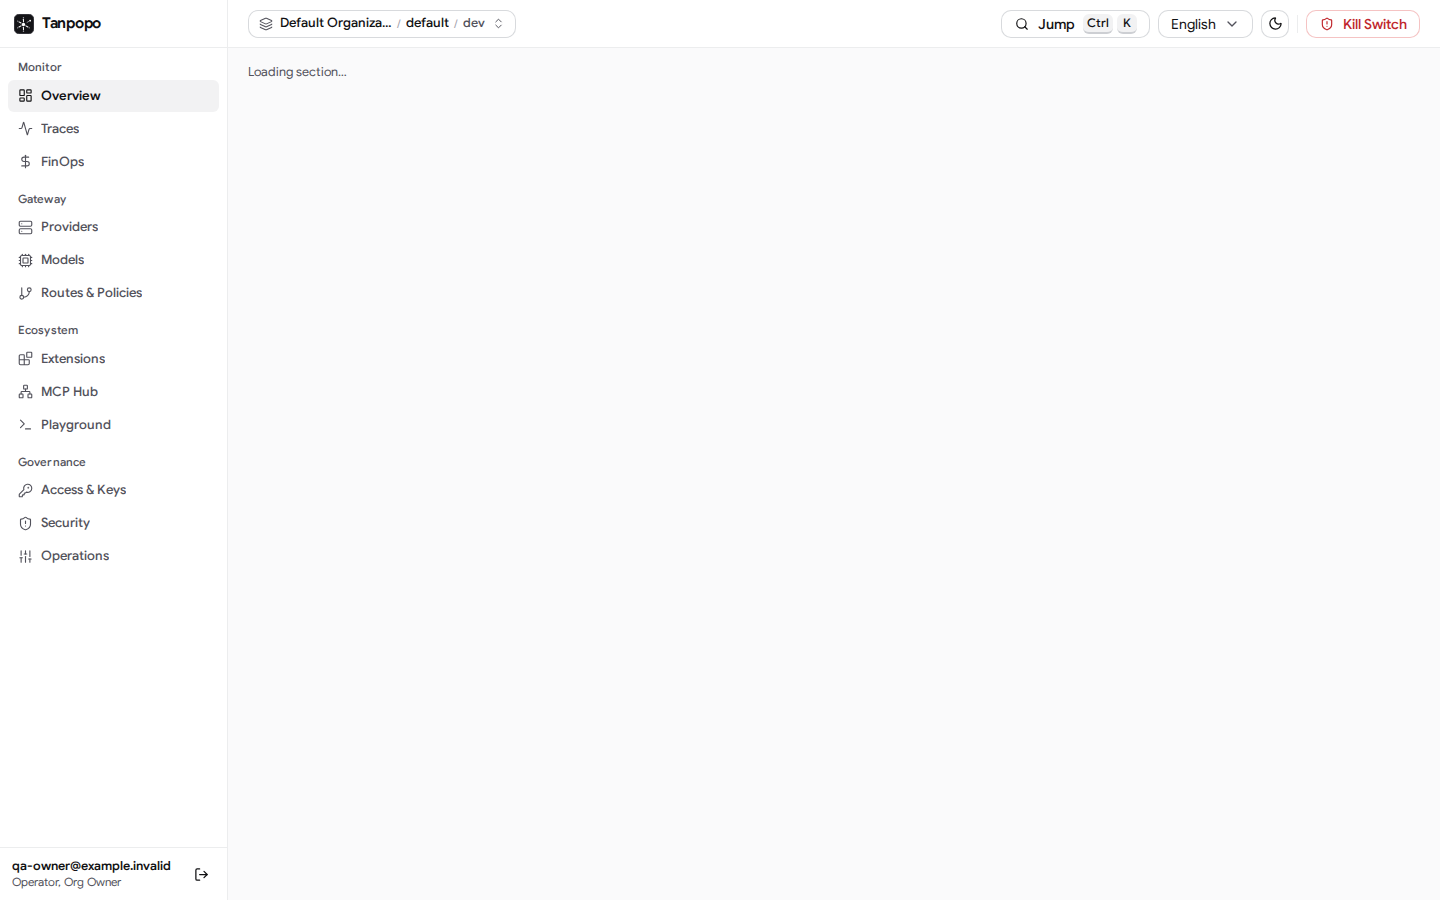 Tanpopo
Default Organiza... / default / dev
Jump Ctrl K
English
Kill Switch
Monitor
Overview
Traces
FinOps
Gateway
Providers
Models
Routes & Policies
Ecosystem
Extensions
MCP Hub
Playground
Governance
Access & Keys
Security
Operations
Loading section...
qa-owner@example.invalid
Operator, Org Owner